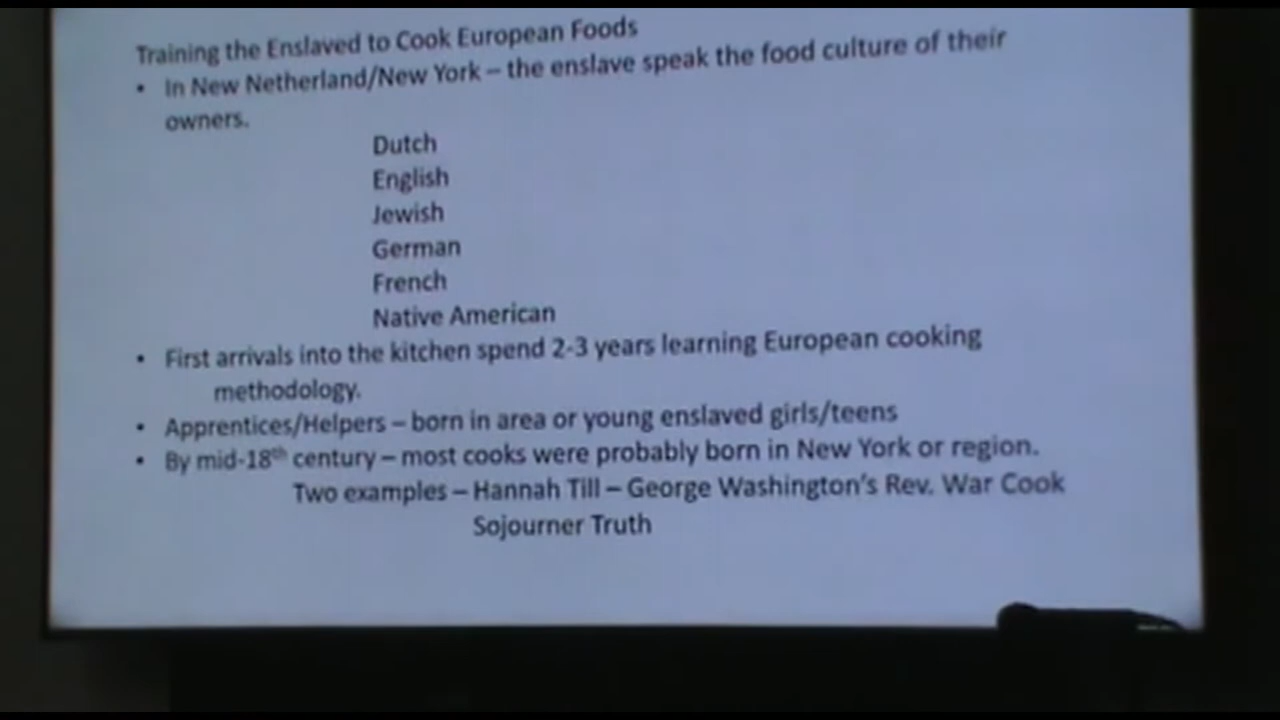 Training the Enslaved to Cook European Foods
• In New Netherland/New York – the enslave speak the food culture of their
owners.
Dutch
English
Jewish
German
French
Native American
• First arrivals into the kitchen spend 2-3 years learning European cooking
methodology.
• Apprentices/Helpers – born in area or young enslaved girls/teens
• By mid-18th century – most cooks were probably born in New York or region.
Two examples – Hannah Till – George Washington's Rev. War Cook
Sojourner Truth